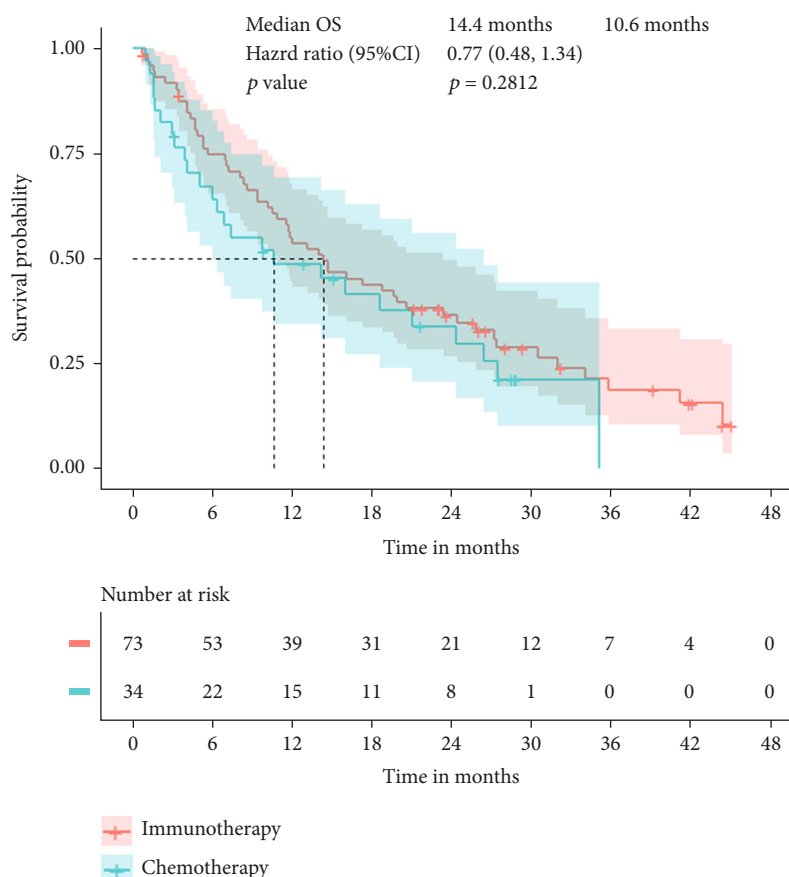 Median OS 14.4 months 10.6 months
Hazrd ratio (95%CI) 0.77 (0.48, 1.34)
p value p = 0.2812
1.00
0.75
0.50
0.25
0.00
Survival probability
0 6 12 18 24 30 36 42 48
Time in months
Number at risk
73 53 39 31 21 12 7 4 0
34 22 15 11 8 1 0 0 0
0 6 12 18 24 30 36 42 48
Time in months
Immunotherapy
Chemotherapy